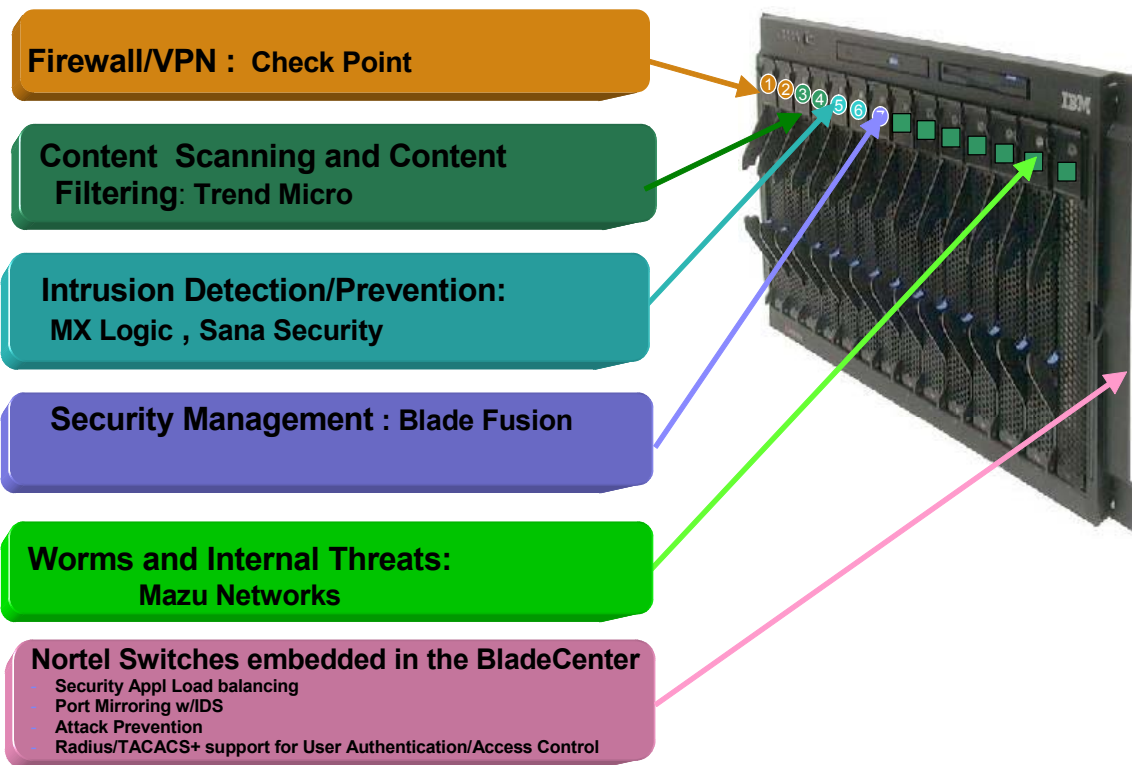 Firewall/VPN : Check Point
Content Scanning and Content
Filtering: Trend Micro
Intrusion Detection/Prevention:
MX Logic , Sana Security
Security Management : Blade Fusion
Worms and Internal Threats:
Mazu Networks
Nortel Switches embedded in the BladeCenter
Security Appl Load balancing
Port Mirroring w/IDS
Attack Prevention
Radius/TACACS+ support for User Authentication/Access Control
IBM
1 2 3 4 5 6 7